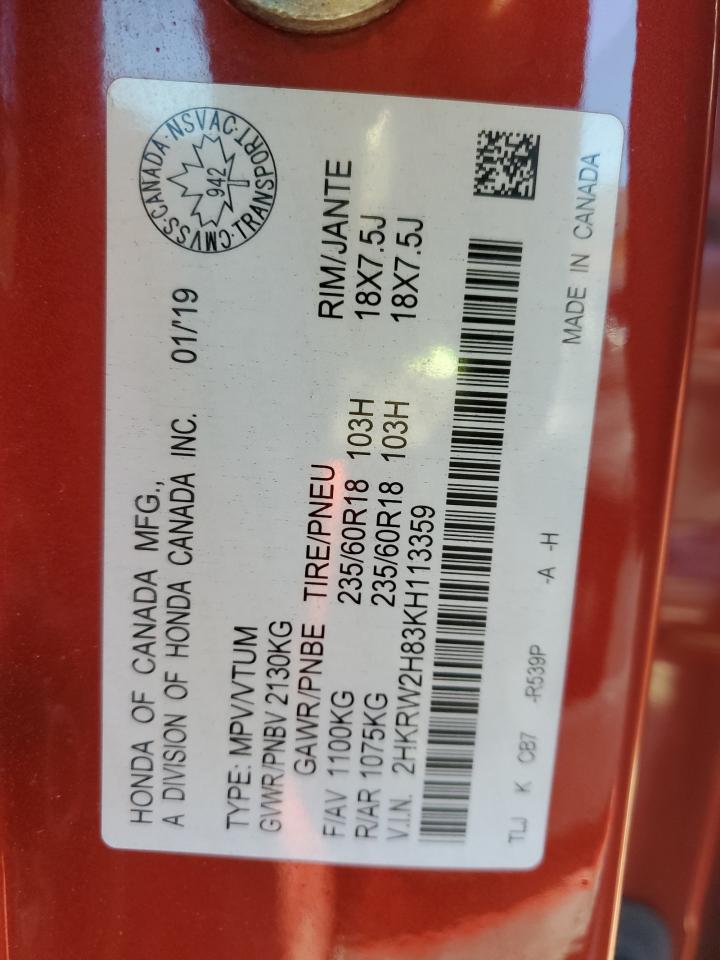 HONDA OF CANADA MFG.,
A DIVISION OF HONDA CANADA INC. 01/'19
CMVSS·CANADA·NSVAC·TRANSPORT·
942
TYPE: MPV/VTUM
GVWR/PNBV 2130KG
GAWR/PNBE TIRE/PNEU RIM/JANTE
F/AV 1100KG 235/60R18 103H 18X7.5J
R/AR 1075KG 235/60R18 103H 18X7.5J
V.I.N. 2HKRW2H83KH113359
TLJ K CB7 -R539P -A -H
MADE IN CANADA